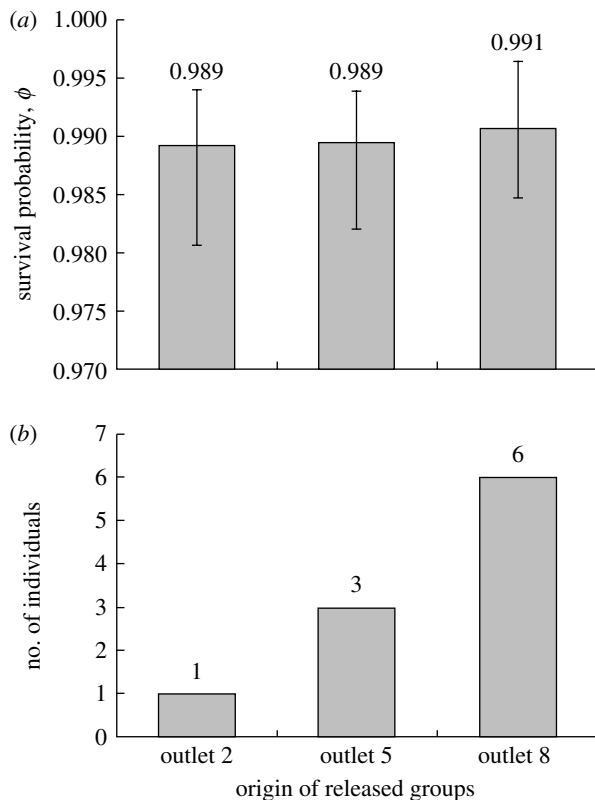 (a)
1.000
0.995
0.990
0.985
0.980
0.975
0.970
survival probability, ϕ
0.989
0.989
0.991
(b)
7
6
5
4
3
2
1
0
no. of individuals
1
3
6
outlet 2
outlet 5
outlet 8
origin of released groups